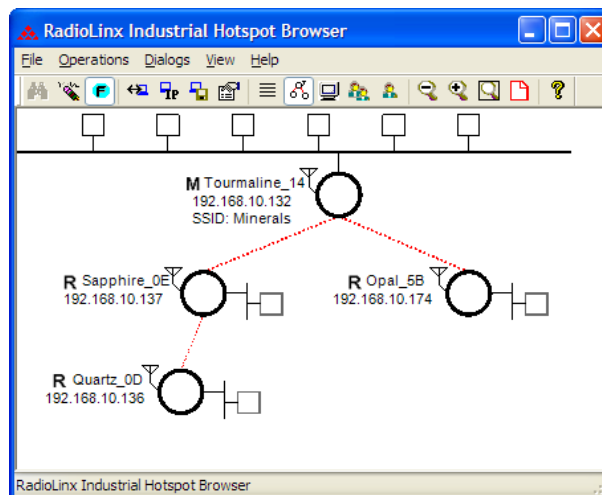 RadioLinx Industrial Hotspot Browser
File Operations Dialogs View Help
F IP ?
M Tourmaline_14
192.168.10.132
SSID: Minerals
R Sapphire_0E
192.168.10.137
R Opal_5B
192.168.10.174
R Quartz_0D
192.168.10.136
RadioLinx Industrial Hotspot Browser